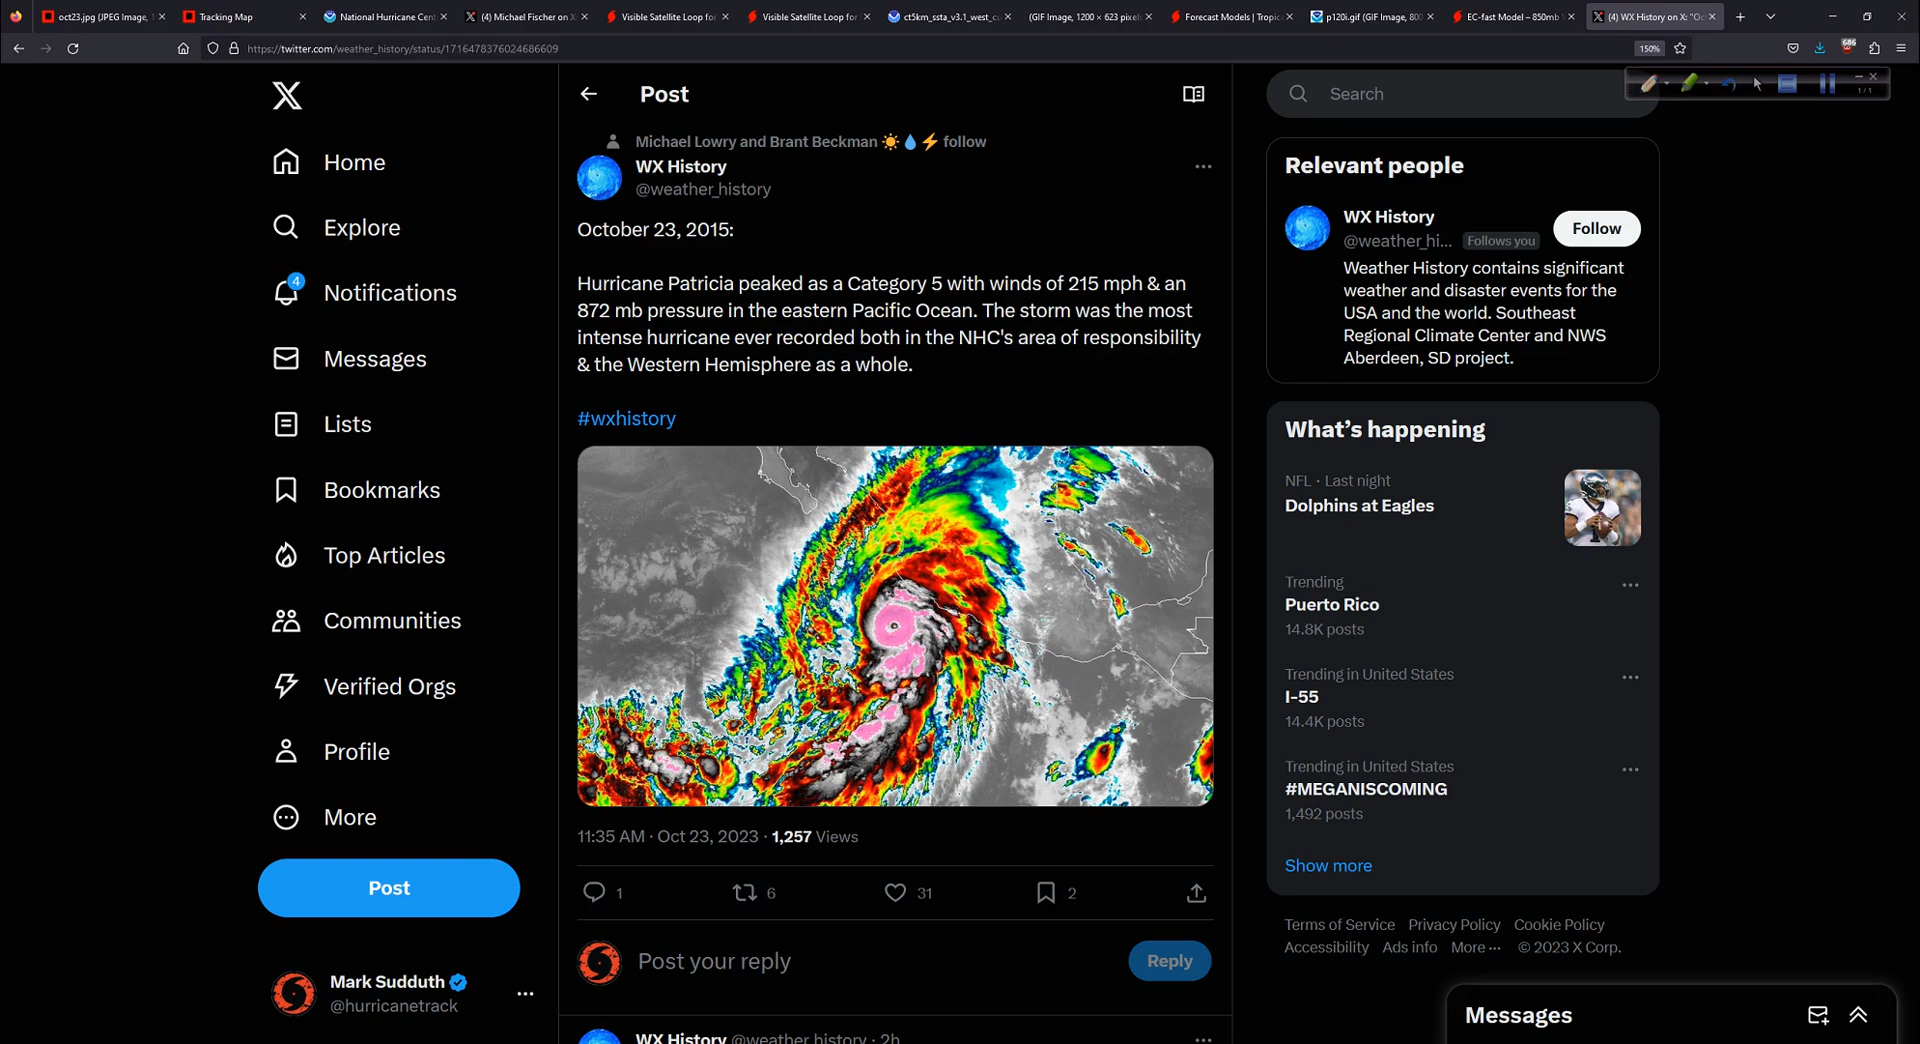 oct23.jpg (JPEG Image, 1
Tracking Map
National Hurricane Cent
(4) Michael Fischer on X
Visible Satellite Loop for
Visible Satellite Loop for
ct5km_ssta_v3.1_west_cu
(GIF Image, 1200 × 623 pixels
Forecast Models | Tropica
p120i.gif (GIF Image, 800
EC-fast Model – 850mb V
(4) WX History on X: "Oc
https://twitter.com/weather_history/status/1716478376024686609
150%
686
1/1
Home
Explore
4
Notifications
Messages
Lists
Bookmarks
Top Articles
Communities
Verified Orgs
Profile
More
Post
Mark Sudduth
@hurricanetrack
Post
Michael Lowry and Brant Beckman ☀️💧⚡ follow
WX History
@weather_history
October 23, 2015:
Hurricane Patricia peaked as a Category 5 with winds of 215 mph & an
872 mb pressure in the eastern Pacific Ocean. The storm was the most
intense hurricane ever recorded both in the NHC's area of responsibility
& the Western Hemisphere as a whole.
#wxhistory
11:35 AM · Oct 23, 2023 · 1,257 Views
1
6
31
2
Post your reply
Reply
WX History @weather_history · 2h
Search
Relevant people
WX History
@weather_hi... Follows you
Follow
Weather History contains significant
weather and disaster events for the
USA and the world. Southeast
Regional Climate Center and NWS
Aberdeen, SD project.
What's happening
NFL · Last night
Dolphins at Eagles
Trending
Puerto Rico
14.8K posts
Trending in United States
I-55
14.4K posts
Trending in United States
#MEGANISCOMING
1,492 posts
Show more
Terms of Service Privacy Policy Cookie Policy
Accessibility Ads info More ··· © 2023 X Corp.
Messages